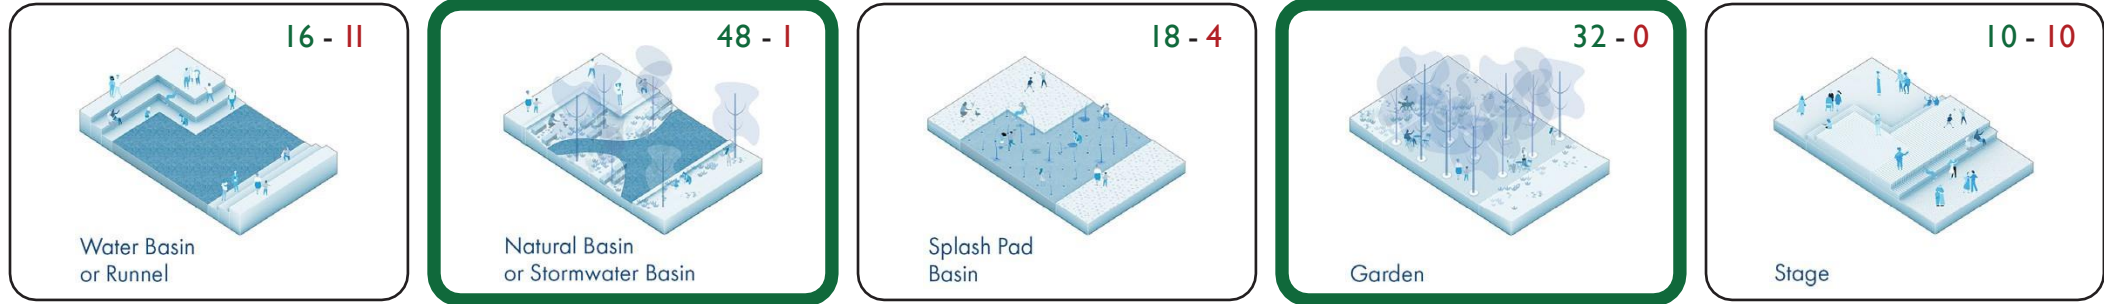 16 - 11
Water Basin
or Runnel
48 - 1
Natural Basin
or Stormwater Basin
18 - 4
Splash Pad
Basin
32 - 0
Garden
10 - 10
Stage